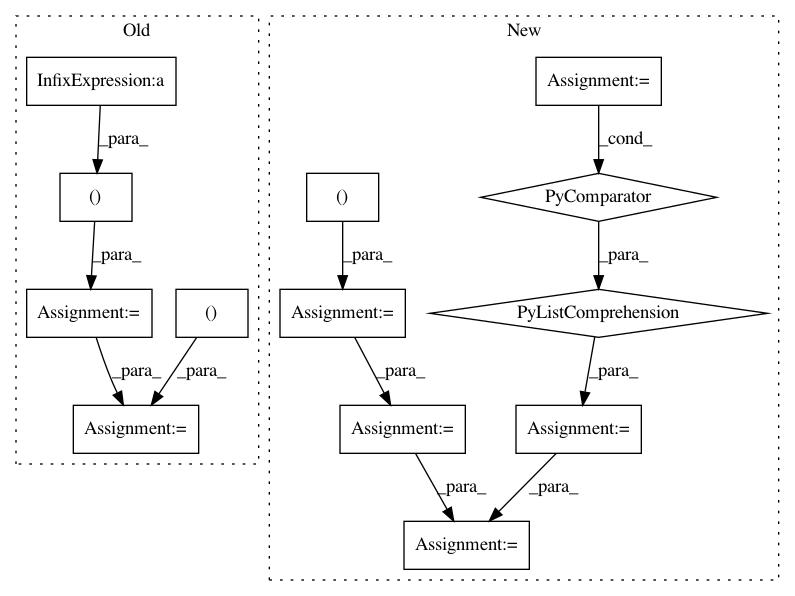 Old
New
InfixExpression:a
Assignment:=
_para_
_cond_
()
()
PyComparator
_para_
_para_
_para_
Assignment:=
()
Assignment:=
PyListComprehension
_para_
_para_
_para_
_para_
Assignment:=
Assignment:=
Assignment:=
_para_
_para_
Assignment:=